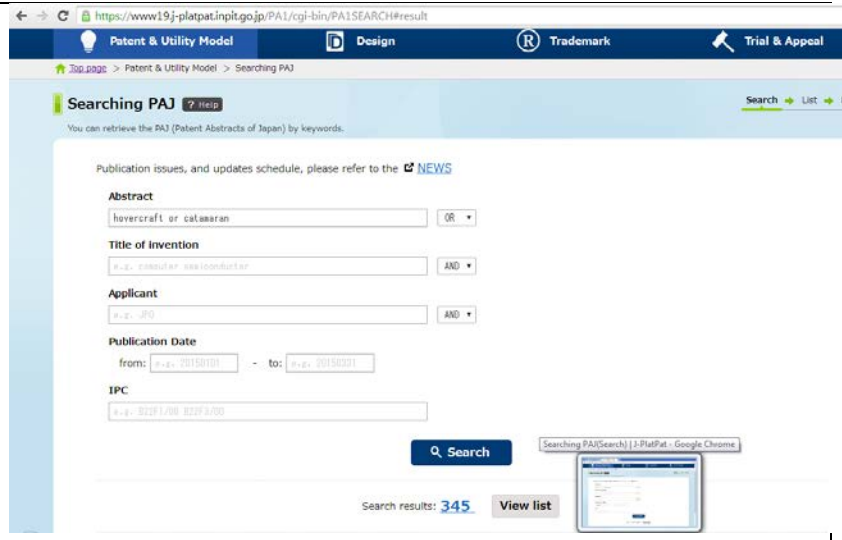 https://www19.j-platpat.inpit.go.jp/PA1/cgi-bin/PA1SEARCH#result
Patent & Utility Model Design Trademark Trial & Appeal
Top page > Patent & Utility Model > Searching PAJ
Searching PAJ ? Help Search List
You can retrieve the PAJ (Patent Abstracts of Japan) by keywords.
Publication issues, and updates schedule, please refer to the NEWS
Abstract
hovercraft or catamaran OR
Title of invention
e.g. computer semiconductor AND
Applicant
e.g. JPO AND
Publication Date
from: e.g. 20150101 - to: e.g. 20150331
IPC
e.g. B22F1/00 B22F3/00
Search
Searching PAJ(Search) | J-PlatPat - Google Chrome
Search results: 345 View list